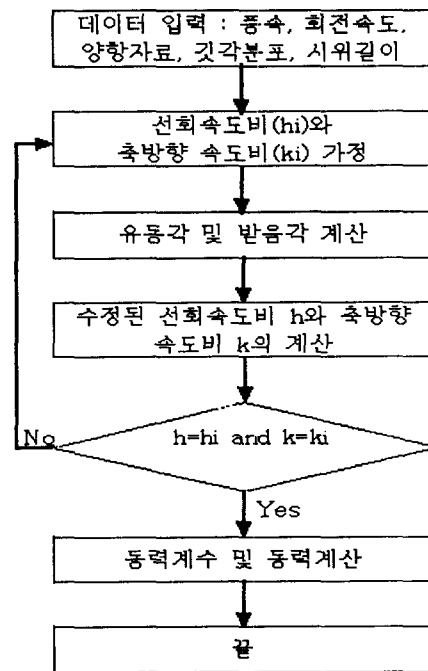 데이터 입력 : 풍속, 회전속도,
양항자료, 깃각분포, 시위길이
선회속도비(hi)와
축방향 속도비(ki) 가정
유동각 및 받음각 계산
수정된 선회속도비 h와 축방향
속도비 k의 계산
h=hi and k=ki
No
Yes
동력계수 및 동력계산
끝